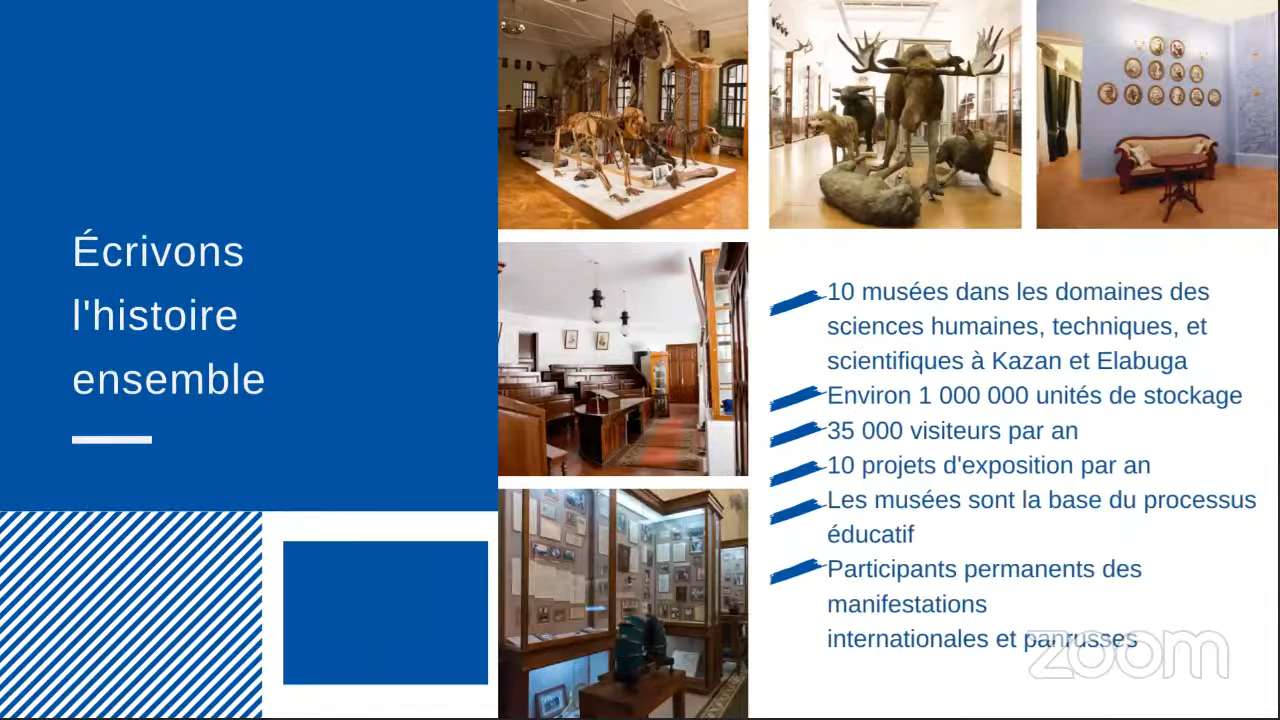 Écrivons
l'histoire
ensemble
10 musées dans les domaines des
sciences humaines, techniques, et
scientifiques à Kazan et Elabuga
Environ 1 000 000 unités de stockage
35 000 visiteurs par an
10 projets d'exposition par an
Les musées sont la base du processus
éducatif
Participants permanents des
manifestations
internationales et panrusses
zoom